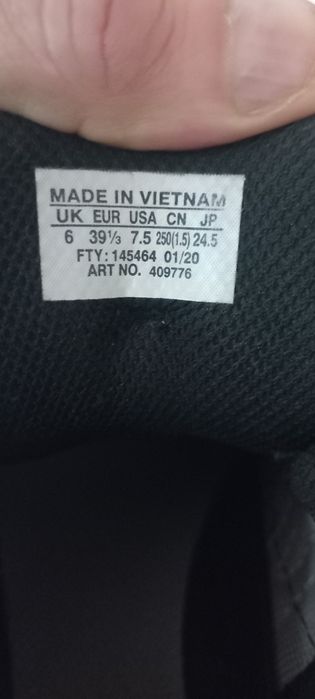 MADE IN VIETNAM
UK EUR USA CN JP
6 39⅓ 7.5 250(1.5) 24.5
FTY: 145464 01/20
ART NO. 409776